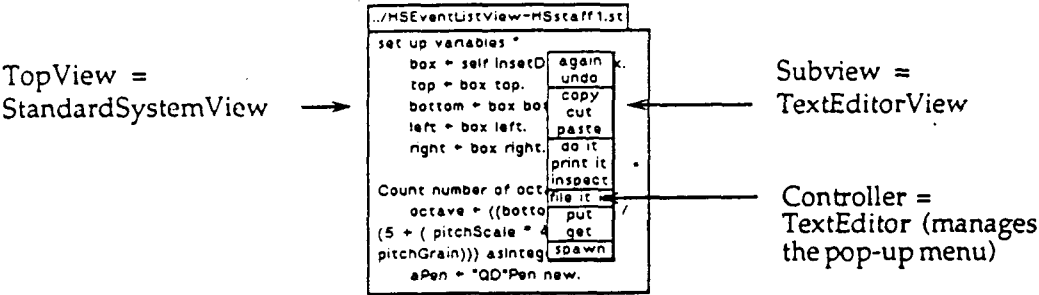 ../HSEventListView-HSstaff1.st
set up variables "
box ← self insetD
top ← box top.
bottom ← box bo
left ← box left.
right ← box right.
Count number of oct
octave ← ((botto /
(5 + ( pitchScale * 4
pitchGrain))) asInteg
aPen ← "QD"Pen new.
again
undo
copy
cut
paste
do it
print it
inspect
file it
put
get
spawn
TopView =
StandardSystemView
Subview =
TextEditorView
Controller =
TextEditor (manages
the pop-up menu)